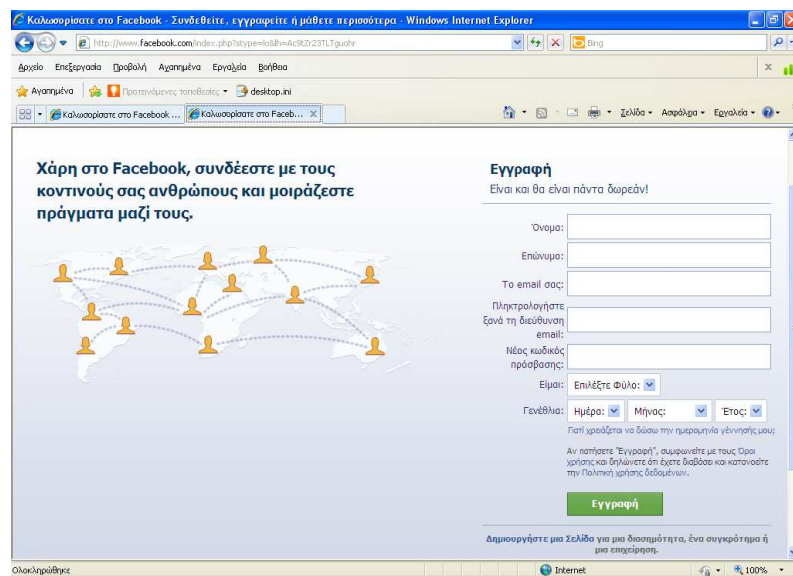 Καλωσορίσατε στο Facebook - Συνδεθείτε, εγγραφείτε ή μάθετε περισσότερα - Windows Internet Explorer
http://www.facebook.com/index.php?stype=lo&lh=Ac9tZr23TLTguohr
Bing
Αρχείο Επεξεργασία Προβολή Αγαπημένα Εργαλεία Βοήθεια
Αγαπημένα Προτεινόμενες τοποθεσίες desktop.ini
Καλωσορίσατε στο Facebook ... Καλωσορίσατε στο Faceb... X Σελίδα Ασφάλεια Εργαλεία
Χάρη στο Facebook, συνδέεστε με τους
κοντινούς σας ανθρώπους και μοιράζεστε
πράγματα μαζί τους.
Εγγραφή
Είναι και θα είναι πάντα δωρεάν!
Όνομα:
Επώνυμο:
Το email σας:
Πληκτρολογήστε
ξανά τη διεύθυνση
email:
Νέος κωδικός
πρόσβασης:
Είμαι: Επιλέξτε Φύλο:
Γενέθλια: Ημέρα: Μήνας: Έτος:
Γιατί χρειάζεται να δώσω την ημερομηνία γέννησής μου;
Αν πατήσετε "Εγγραφή", συμφωνείτε με τους Όροι
χρήσης και δηλώνετε ότι έχετε διαβάσει και κατανοείτε
την Πολιτική χρήσης δεδομένων.
Εγγραφή
Δημιουργήστε μια Σελίδα για μια διασημότητα, ένα συγκρότημα ή
μια επιχείρηση.
Ολοκληρώθηκε Internet 100%